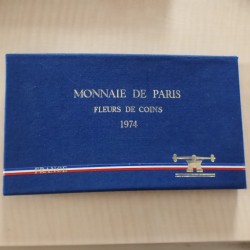 MONNAIE DE PARIS
FLEURS DE COINS
1974
FRANCE